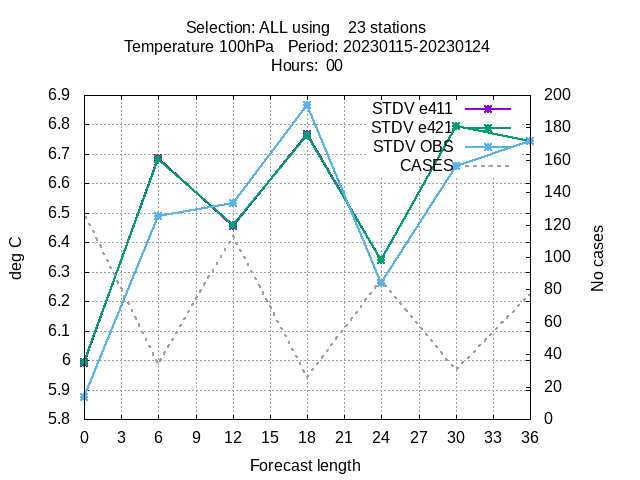 Selection: ALL using    23 stations
Temperature 100hPa   Period: 20230115-20230124
Hours:  00
STDV e411
STDV e421
STDV OBS
CASES
6.9
6.8
6.7
6.6
6.5
6.4
6.3
6.2
6.1
6
5.9
5.8
deg C
200
180
160
140
120
100
80
60
40
20
0
No cases
0 3 6 9 12 15 18 21 24 27 30 33 36
Forecast length